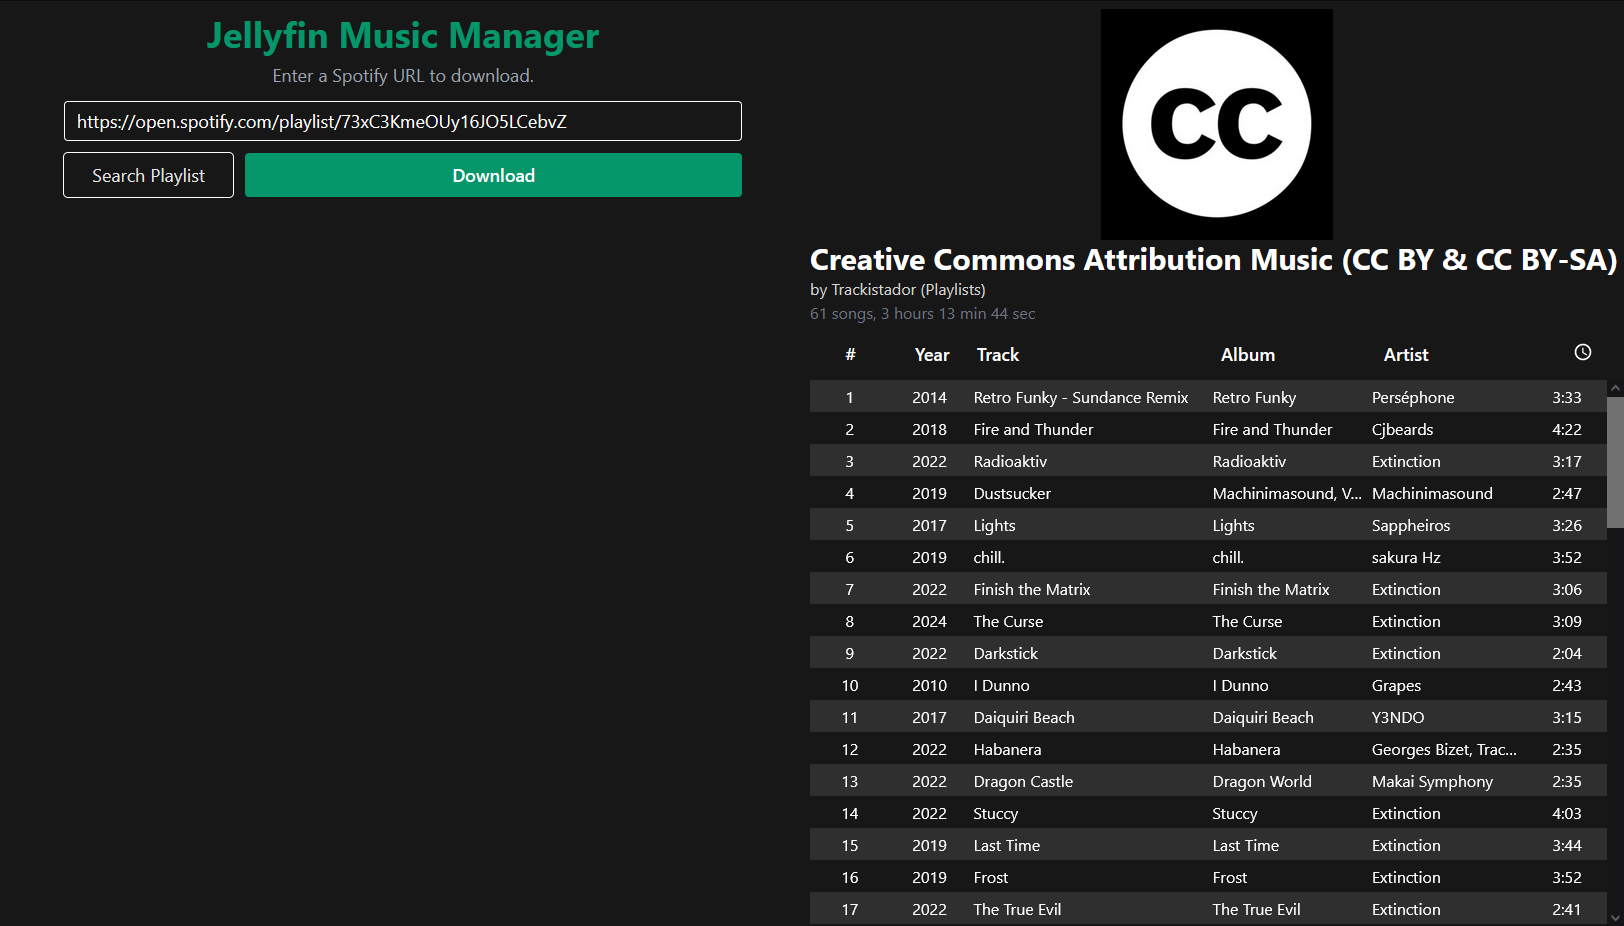 Jellyfin Music Manager
Enter a Spotify URL to download.
https://open.spotify.com/playlist/73xC3KmeOUy16JO5LCebvZ
Search Playlist
Download
CC
Creative Commons Attribution Music (CC BY & CC BY-SA)
by Trackistador (Playlists)
61 songs, 3 hours 13 min 44 sec
# Year Track Album Artist
1 2014 Retro Funky - Sundance Remix Retro Funky Perséphone 3:33
2 2018 Fire and Thunder Fire and Thunder Cjbeards 4:22
3 2022 Radioaktiv Radioaktiv Extinction 3:17
4 2019 Dustsucker Machinimasound, V... Machinimasound 2:47
5 2017 Lights Lights Sappheiros 3:26
6 2019 chill. chill. sakura Hz 3:52
7 2022 Finish the Matrix Finish the Matrix Extinction 3:06
8 2024 The Curse The Curse Extinction 3:09
9 2022 Darkstick Darkstick Extinction 2:04
10 2010 I Dunno I Dunno Grapes 2:43
11 2017 Daiquiri Beach Daiquiri Beach Y3NDO 3:15
12 2022 Habanera Habanera Georges Bizet, Trac... 2:35
13 2022 Dragon Castle Dragon World Makai Symphony 2:35
14 2022 Stuccy Stuccy Extinction 4:03
15 2019 Last Time Last Time Extinction 3:44
16 2019 Frost Frost Extinction 3:52
17 2022 The True Evil The True Evil Extinction 2:41